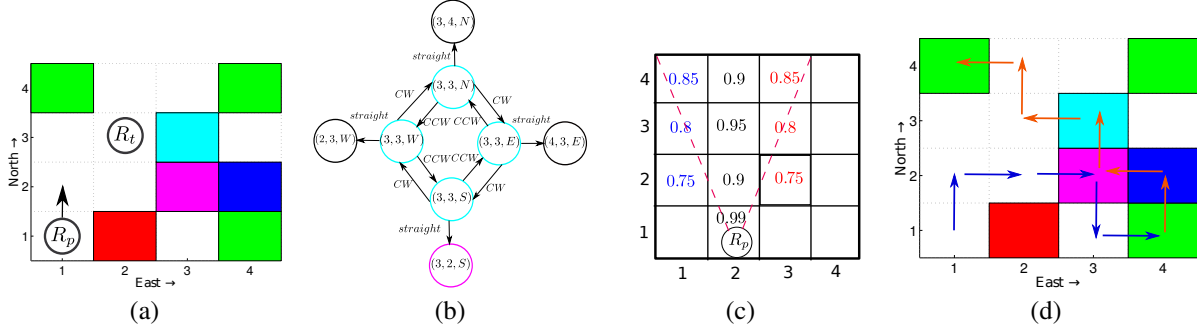 4
3
2
1
North →
R_t
R_p
1 2 3 4
East →
(a)
(3, 4, N)
straight
(3, 3, N)
CW CW
straight CCW CCW straight
(2, 3, W) (3, 3, W) (3, 3, E) (4, 3, E)
CCW CCW
CW CW
(3, 3, S)
straight
(3, 2, S)
(b)
4 0.85 0.9 0.85
3 0.8 0.95 0.8
2 0.75 0.9 0.75
1 0.99
R_p
1 2 3 4
(c)
4
3
2
1
North →
1 2 3 4
East →
(d)